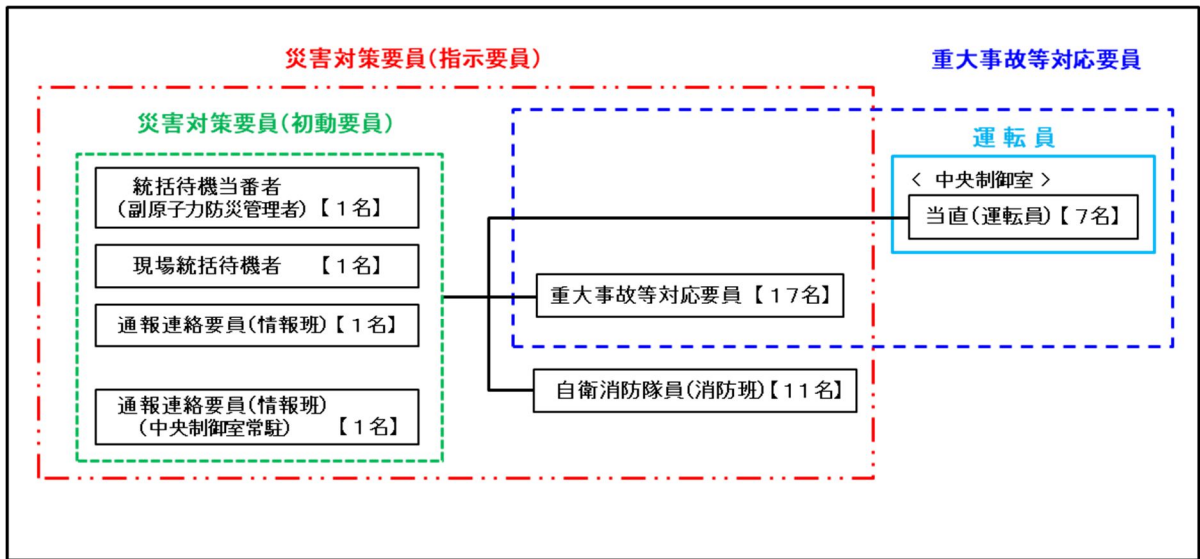 災害対策要員(指示要員)
重大事故等対応要員
災害対策要員(初動要員)
運転員
統括待機当番者
(副原子力防災管理者)【1名】
< 中央制御室 >
当直(運転員)【7名】
現場統括待機者 【1名】
重大事故等対応要員【17名】
通報連絡要員(情報班)【1名】
自衛消防隊員(消防班)【11名】
通報連絡要員(情報班)
(中央制御室常駐) 【1名】